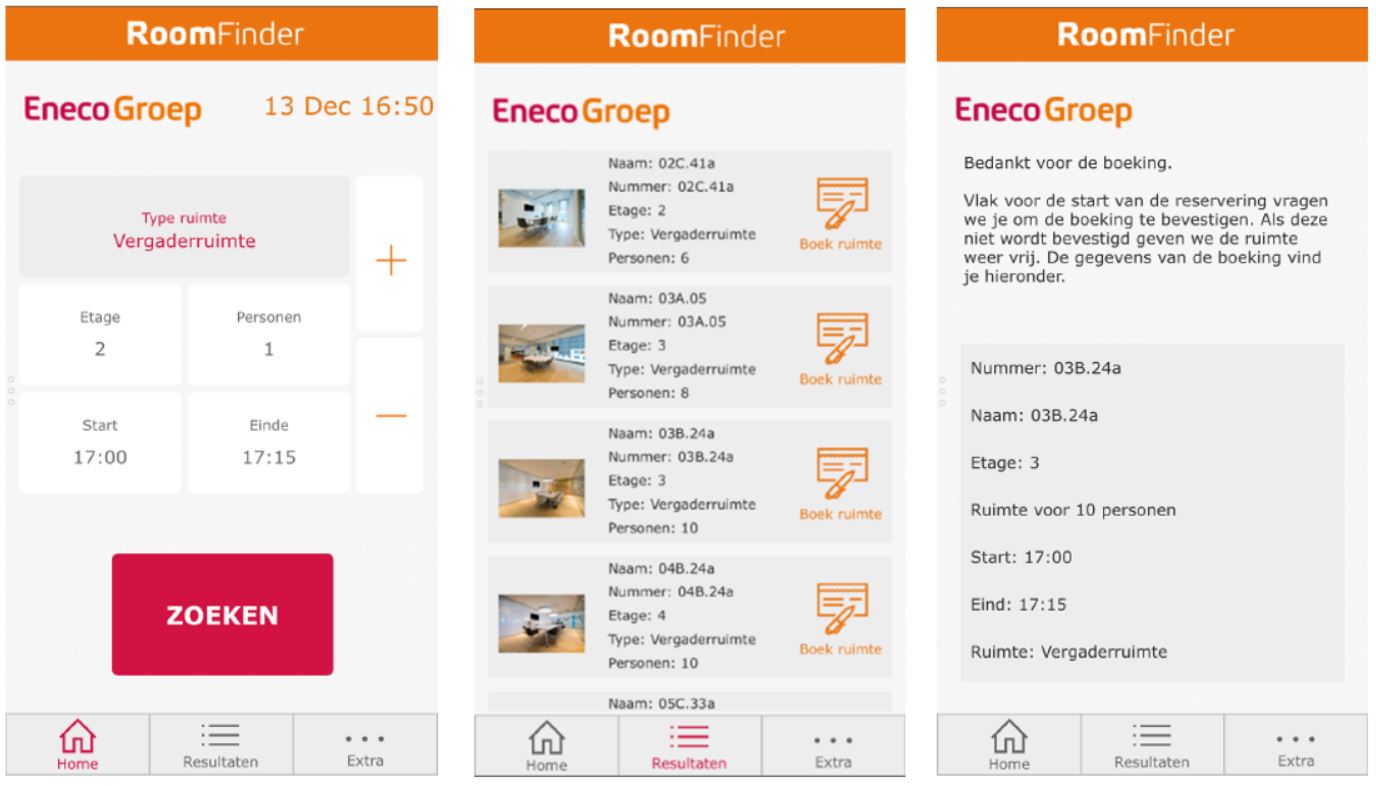 RoomFinder
Eneco Groep
13 Dec 16:50
Type ruimte
Vergaderruimte
+
Etage
2
Personen
1
—
Start
17:00
Einde
17:15
ZOEKEN
Home
Resultaten
Extra
RoomFinder
Eneco Groep
Naam: 02C.41a
Nummer: 02C.41a
Etage: 2
Type: Vergaderruimte
Personen: 6
Boek ruimte
Naam: 03A.05
Nummer: 03A.05
Etage: 3
Type: Vergaderruimte
Personen: 8
Boek ruimte
Naam: 03B.24a
Nummer: 03B.24a
Etage: 3
Type: Vergaderruimte
Personen: 10
Boek ruimte
Naam: 04B.24a
Nummer: 04B.24a
Etage: 4
Type: Vergaderruimte
Personen: 10
Boek ruimte
Naam: 05C.33a
Home
Resultaten
Extra
RoomFinder
Eneco Groep
Bedankt voor de boeking.
Vlak voor de start van de reservering vragen
we je om de boeking te bevestigen. Als deze
niet wordt bevestigd geven we de ruimte
weer vrij. De gegevens van de boeking vind
je hieronder.
Nummer: 03B.24a
Naam: 03B.24a
Etage: 3
Ruimte voor 10 personen
Start: 17:00
Eind: 17:15
Ruimte: Vergaderruimte
Home
Resultaten
Extra